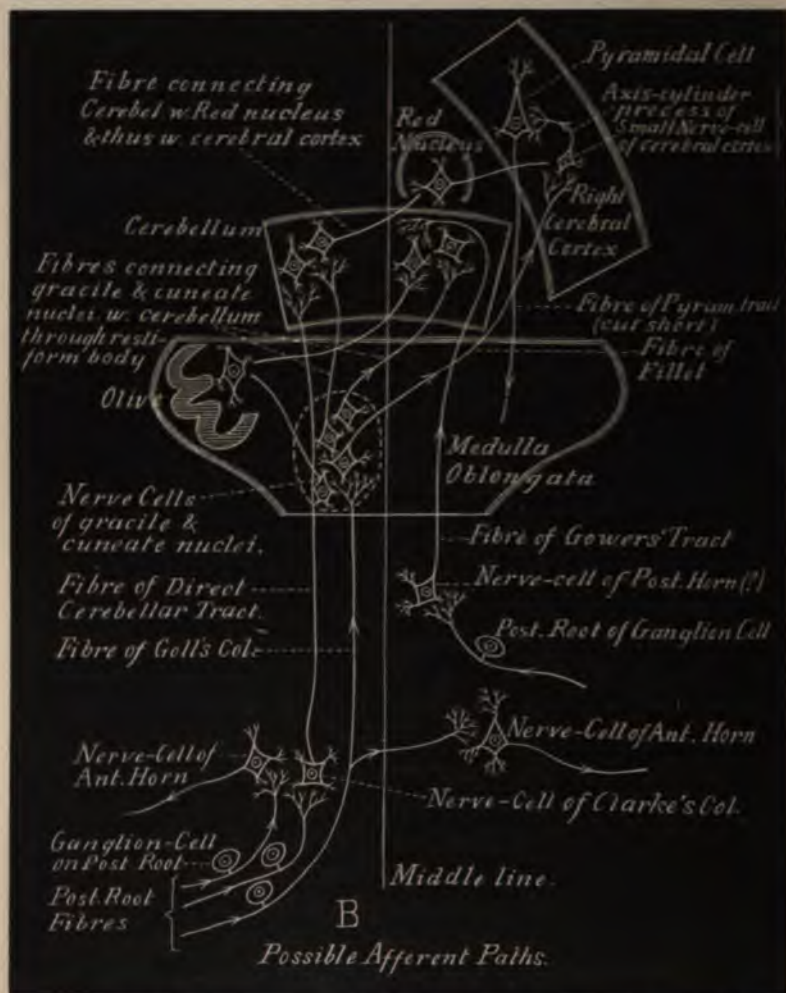 Pyramidal Cell
Fibre connecting
Cerebel. w. Red nucleus
& thus w. cerebral cortex
Axis-cylinder
process of
Small Nerve-cell
of cerebral cortex
Red
Nucleus
Right
Cerebral
Cortex
Cerebellum
Fibres connecting
gracile & cuneate
nuclei w. cerebellum
through resti-
form body
Fibre of Pyram. tract
(cut short)
Fibre of
Fillet
Olive
Medulla
Oblongata
Nerve Cells
of gracile &
cuneate nuclei.
Fibre of Gowers' Tract
Nerve-cell of Post. Horn (?)
Fibre of Direct
Cerebellar Tract.
Post. Root of Ganglion Cell
Fibre of Goll's Col.
Nerve-Cell of Ant. Horn
Nerve-Cell of
Ant. Horn
Nerve-Cell of Clarke's Col.
Ganglion-Cell
on Post Root
Middle line.
Post. Root
Fibres
B
Possible Afferent Paths.